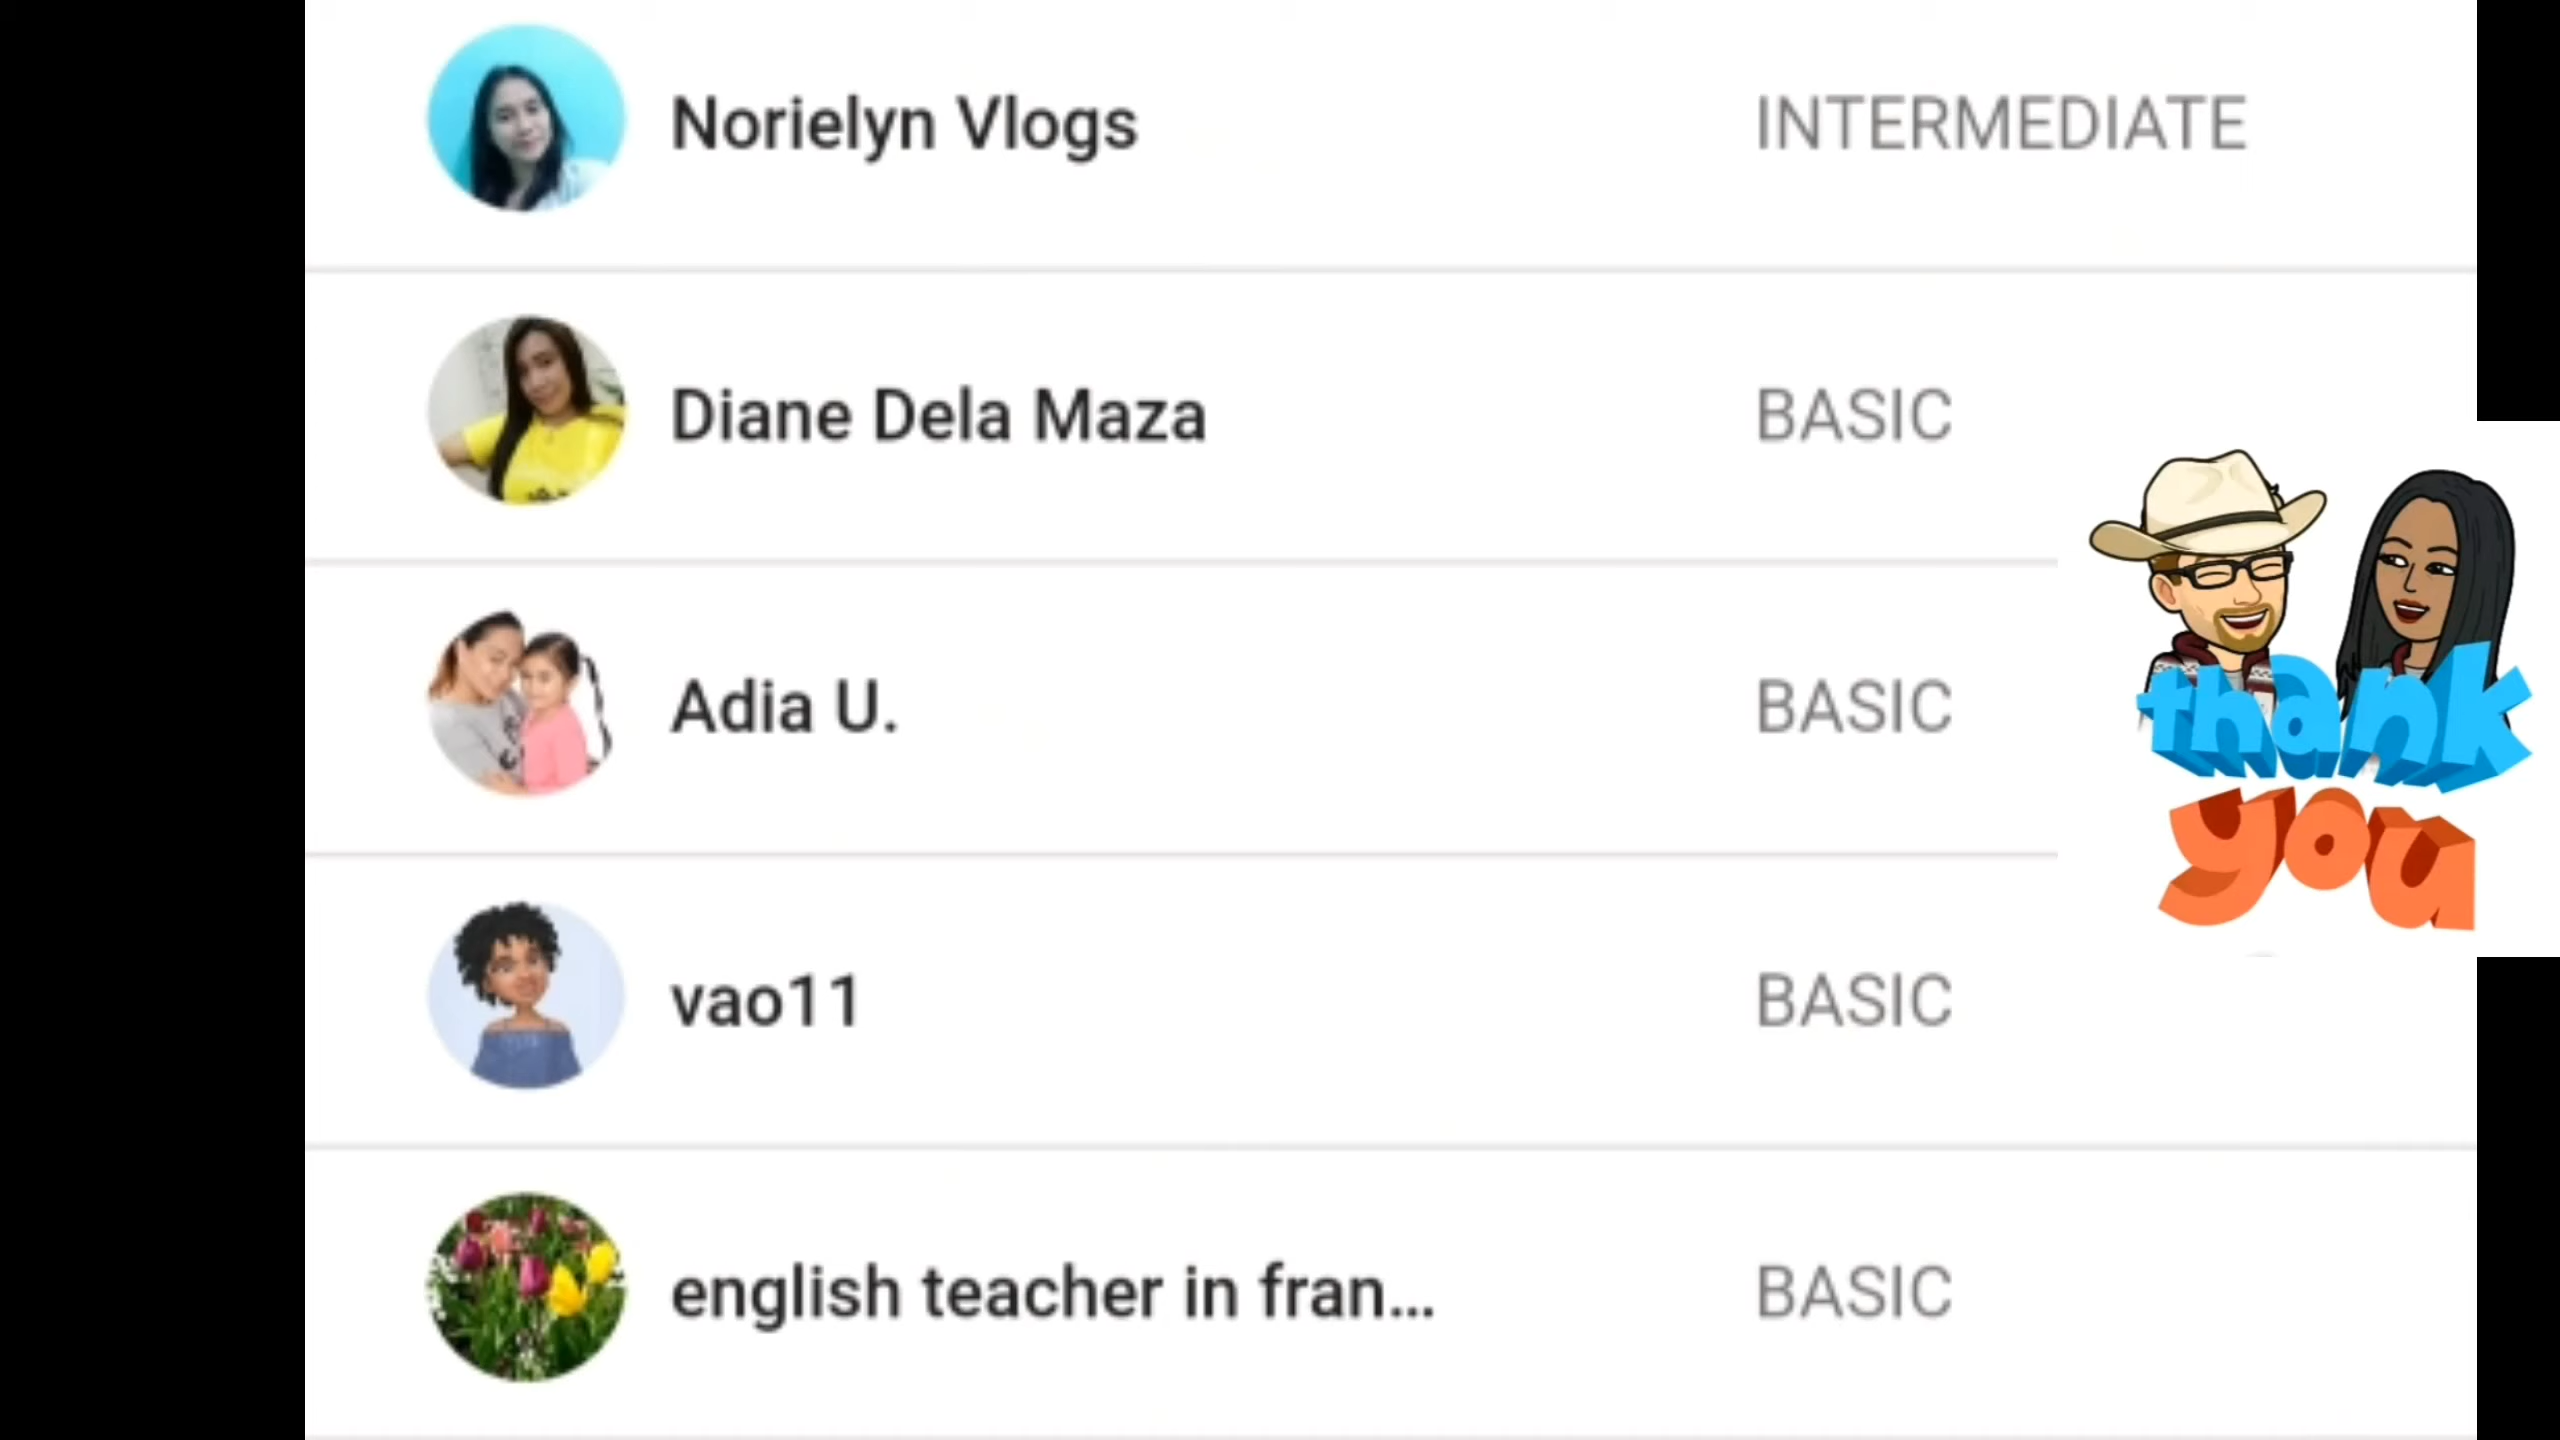 Norielyn Vlogs INTERMEDIATE
Diane Dela Maza BASIC
Adia U. BASIC
thank
you
vao11 BASIC
english teacher in fran... BASIC